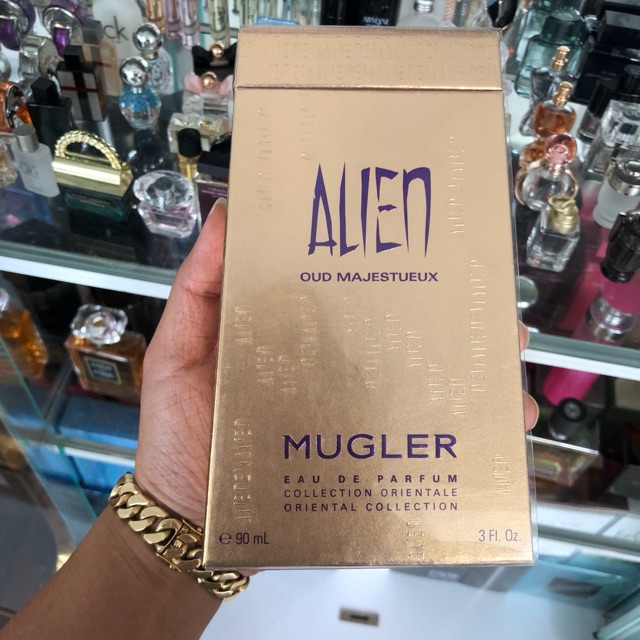 ALIEN
OUD MAJESTUEUX
MUGLER
EAU DE PARFUM
COLLECTION ORIENTALE
ORIENTAL COLLECTION
e 90 mL
3 Fl. Oz.